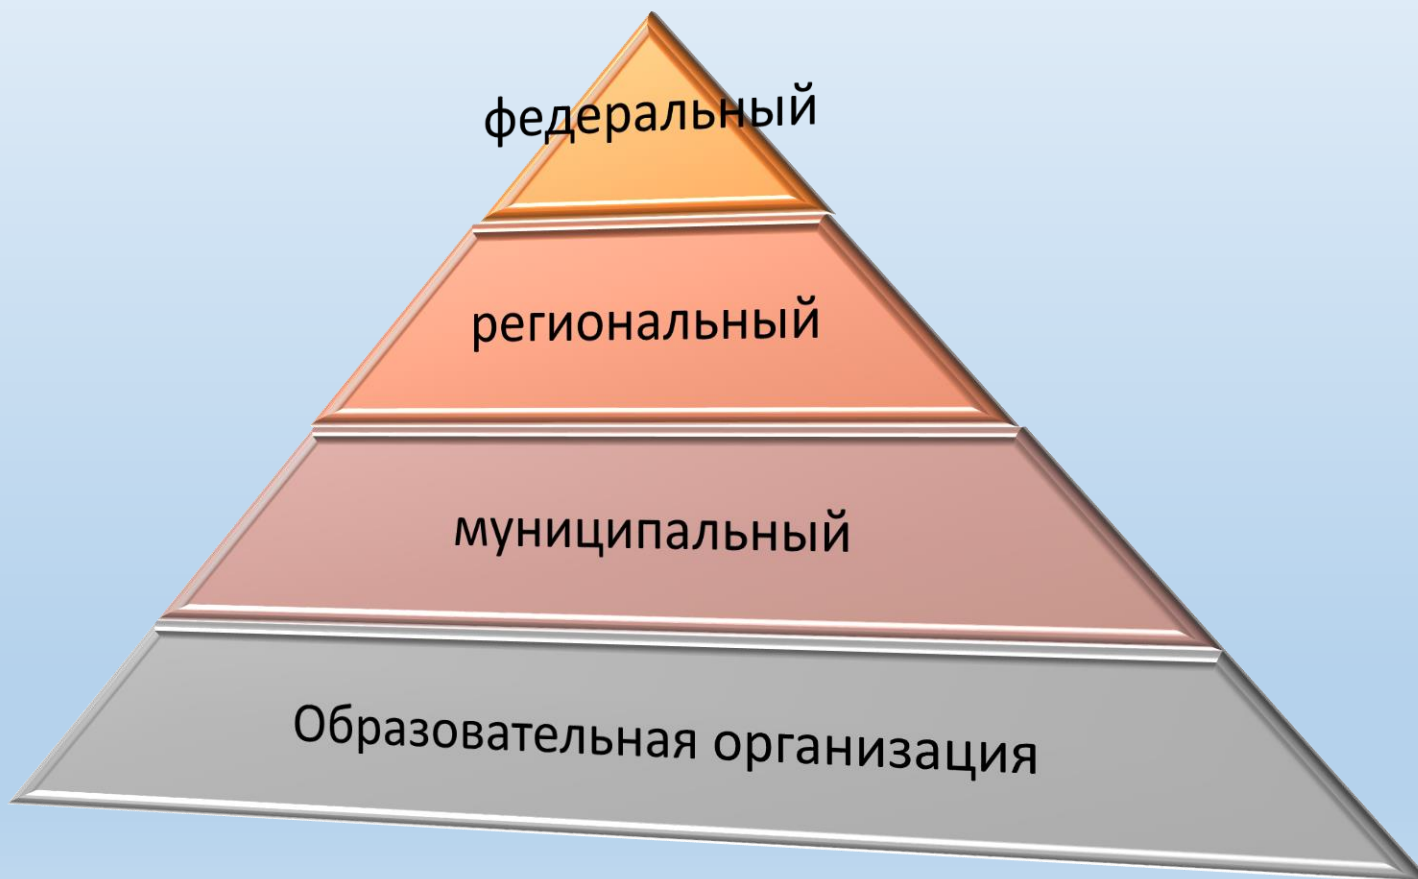 федеральный
региональный
муниципальный
Образовательная организация